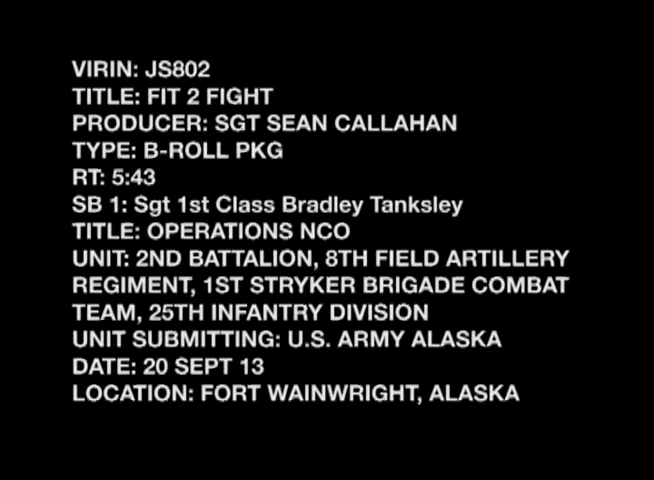 VIRIN: JS802
TITLE: FIT 2 FIGHT
PRODUCER: SGT SEAN CALLAHAN
TYPE: B-ROLL PKG
RT: 5:43
SB 1: Sgt 1st Class Bradley Tanksley
TITLE: OPERATIONS NCO
UNIT: 2ND BATTALION, 8TH FIELD ARTILLERY
REGIMENT, 1ST STRYKER BRIGADE COMBAT
TEAM, 25TH INFANTRY DIVISION
UNIT SUBMITTING: U.S. ARMY ALASKA
DATE: 20 SEPT 13
LOCATION: FORT WAINWRIGHT, ALASKA